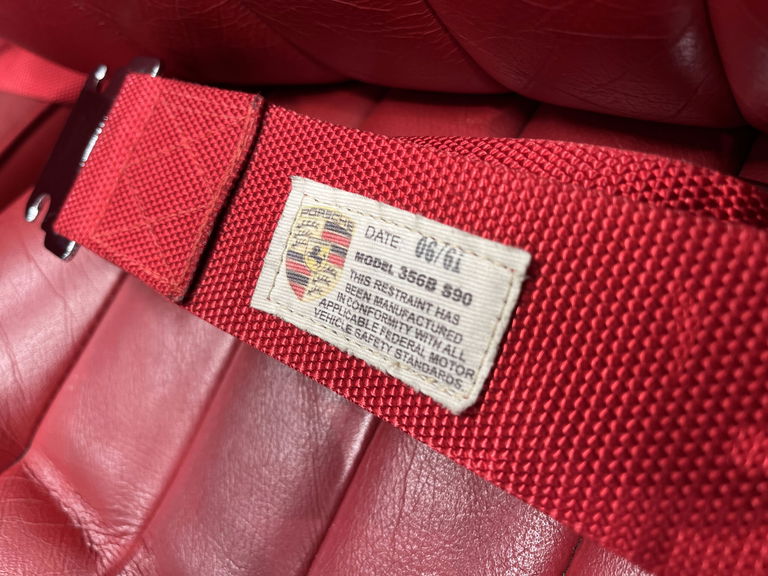 PORSCHE
DATE 06/61
MODEL 356B S90
THIS RESTRAINT HAS
BEEN MANUFACTURED
IN CONFORMITY WITH ALL
APPLICABLE FEDERAL MOTOR
VEHICLE SAFETY STANDARDS.